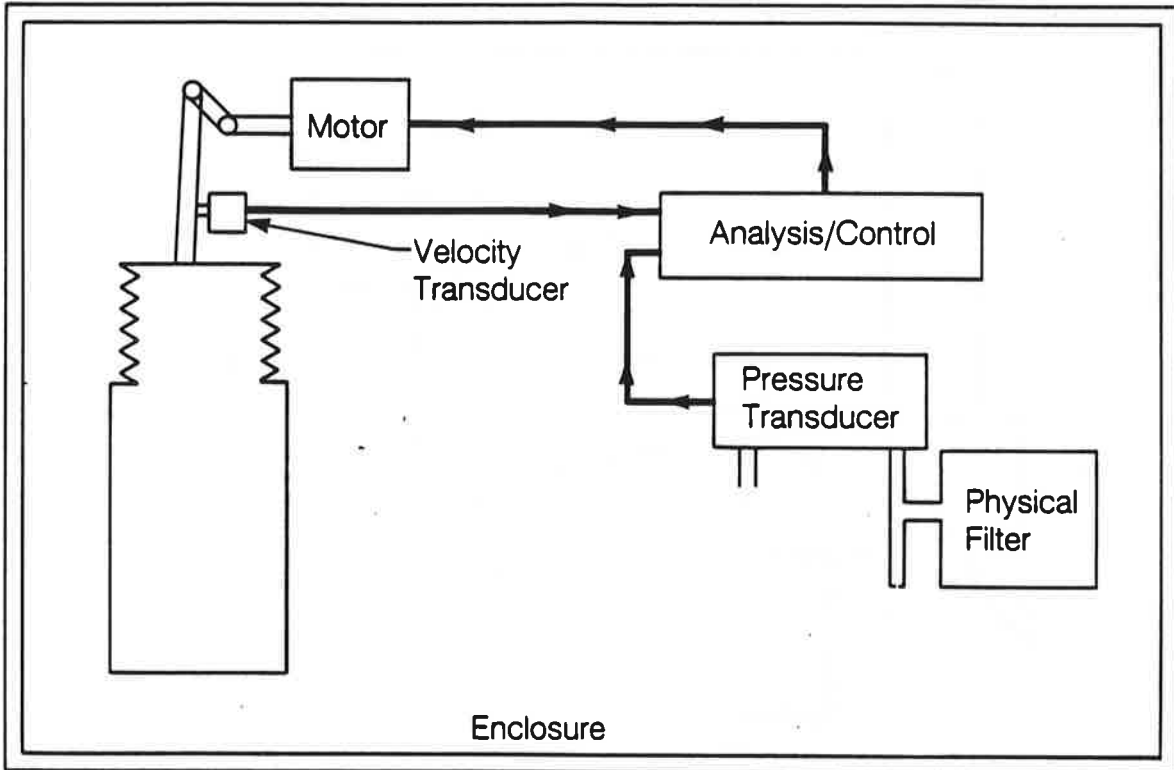 Motor
Analysis/Control
Velocity
Transducer
Pressure
Transducer
Physical
Filter
Enclosure